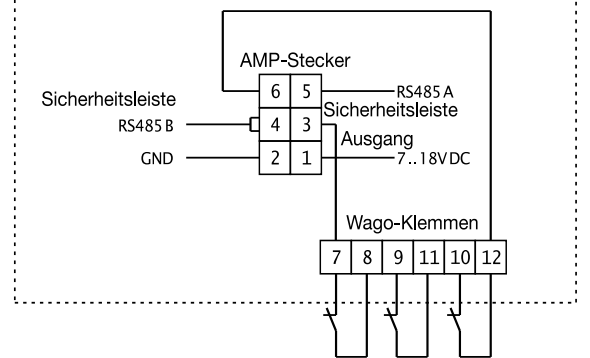 AMP-Stecker
6 5 RS485 A
Sicherheitsleiste Sicherheitsleiste
RS485 B 4 3
Ausgang
GND 2 1 7..18V DC
Wago-Klemmen
7 8 9 11 10 12